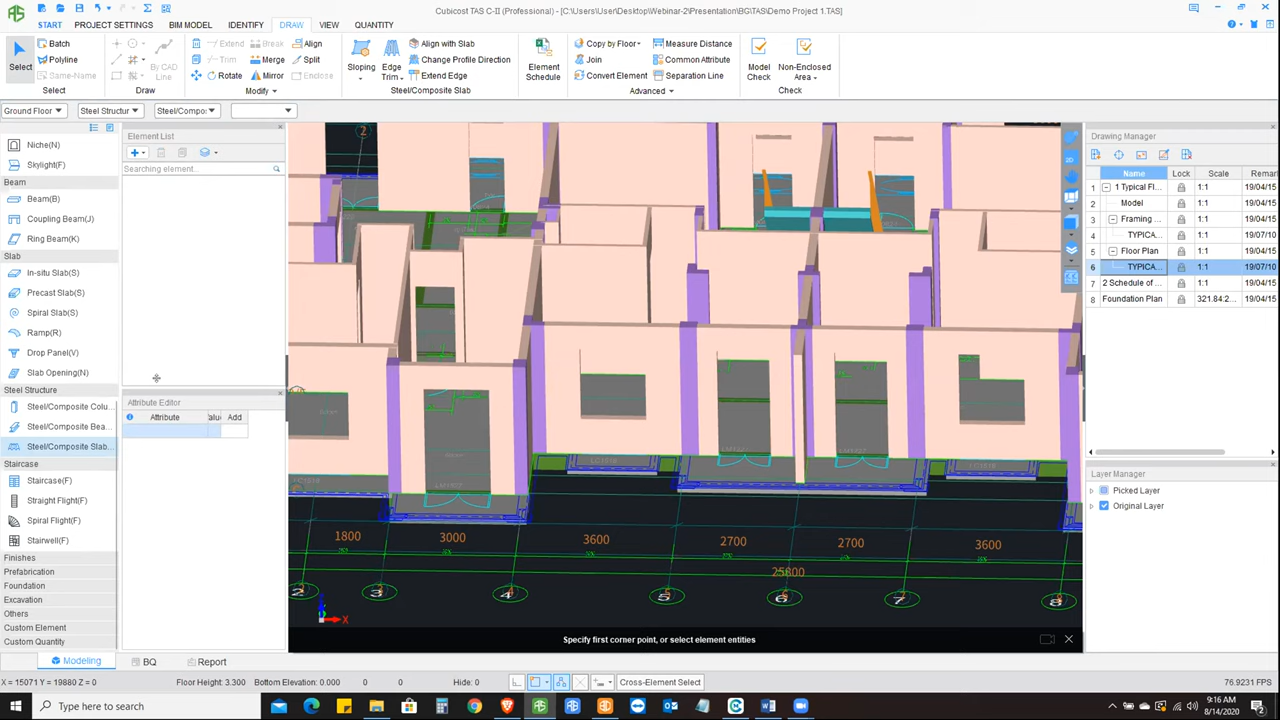 Cubicost TAS C-II (Professional) - [C:\Users\User\Desktop\Webinar-2\Presentation\BG\TAS\Demo Project 1.TAS]
START PROJECT SETTINGS BIM MODEL IDENTIFY DRAW VIEW QUANTITY
Batch Extend Break Align Align with Slab Copy by Floor Measure Distance
Polyline Trim Merge Split Change Profile Direction Join Common Attribute
Same-Name Rotate Mirror Enclose Extend Edge Convert Element Separation Line
Select By CAD Line Sloping Edge Trim Element Schedule Model Check Non-Enclosed Area
Select Draw Modify Steel/Composite Slab Advanced Check
Ground Floor Steel Structur Steel/Compo:
Niche(N)
Skylight(F)
Beam
Beam(B)
Coupling Beam(J)
Ring Beam(K)
Slab
In-situ Slab(S)
Precast Slab(S)
Spiral Slab(S)
Ramp(R)
Drop Panel(V)
Slab Opening(N)
Steel Structure
Steel/Composite Colu
Steel/Composite Bea...
Steel/Composite Slab...
Staircase
Staircase(F)
Straight Flight(F)
Spiral Flight(F)
Stairwell(F)
Finishes
Prefabrication
Foundation
Excavation
Others
Custom Element
Custom Quantity
Element List
Searching element...
Attribute Editor
Attribute Add
2
1800 3000 3600 2700 2700 3600
25800
3 4 5 6 7 8
X
Specify first corner point, or select element entities
Drawing Manager
Name Lock Scale Remar
1 1 Typical Fl... 1:1 19/04/15
2 Model 1:1 19/04/15
3 Framing ... 1:1 19/04/15
4 TYPICA... 1:1 19/07/10
5 Floor Plan 1:1 19/04/15
6 TYPICA... 1:1 19/07/10
7 2 Schedule of ... 1:1 19/04/15
8 Foundation Plan 321.84:2... 19/04/15
Layer Manager
Picked Layer
Original Layer
Modeling BQ Report
X = 15071 Y = 19880 Z = 0 Floor Height: 3.300 Bottom Elevation: 0.000 0 0 Hide: 0 Cross-Element Select 76.9231 FPS
Type here to search
9:16 AM
8/14/2020